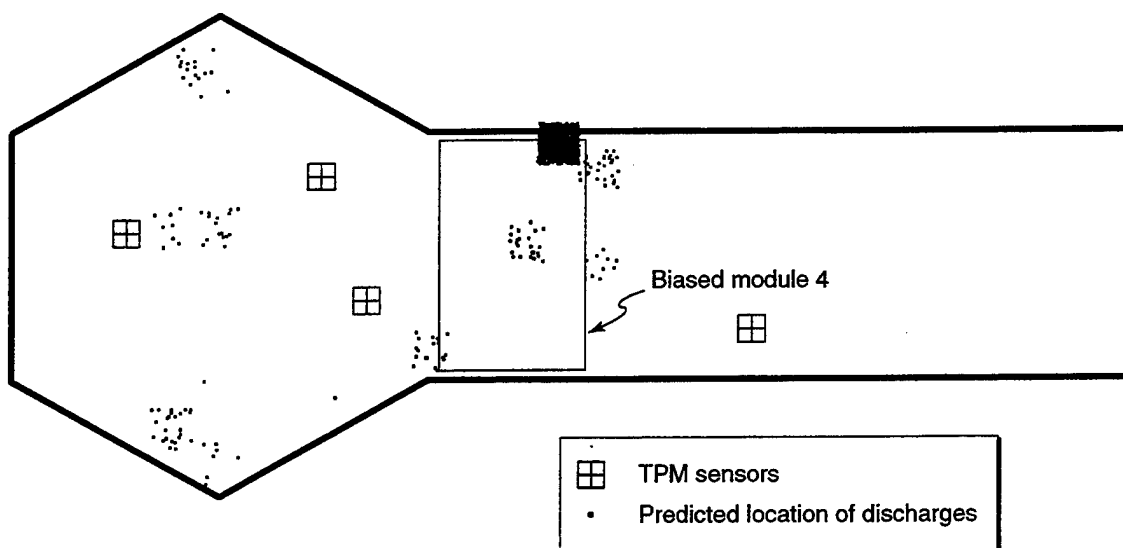 Biased module 4
TPM sensors
Predicted location of discharges